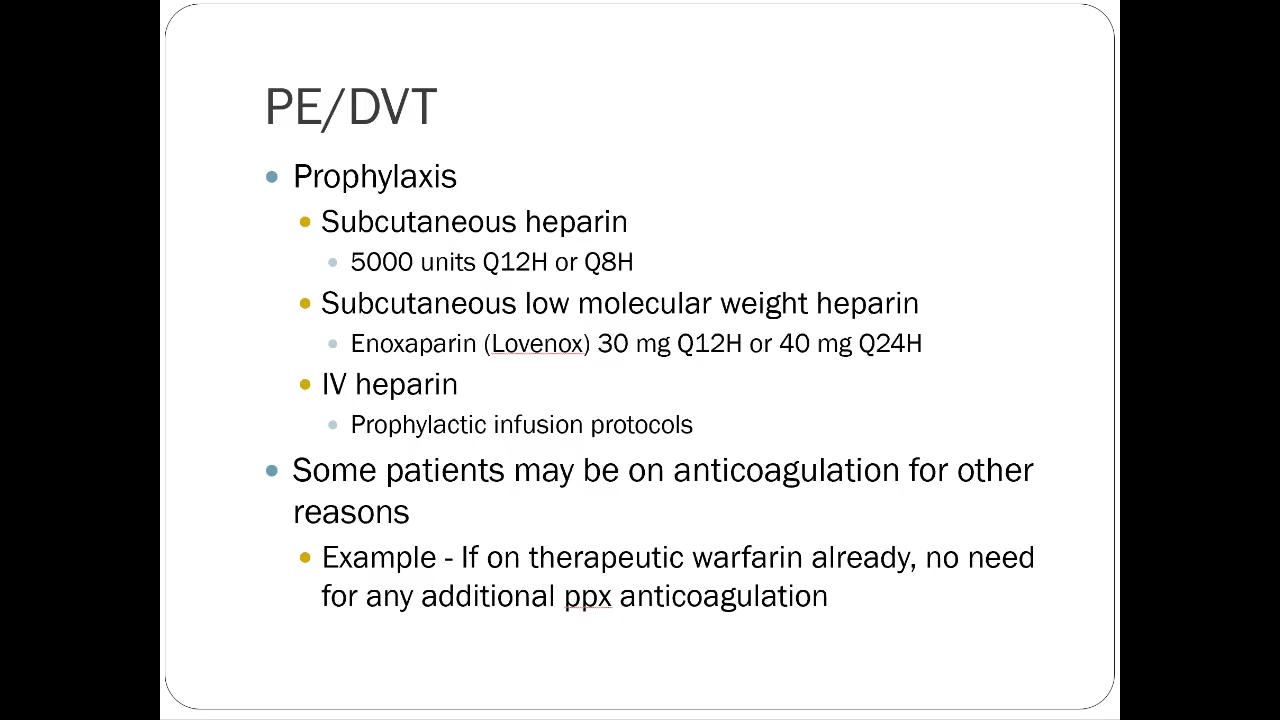 PE/DVT
Prophylaxis
Subcutaneous heparin
5000 units Q12H or Q8H
Subcutaneous low molecular weight heparin
Enoxaparin (Lovenox) 30 mg Q12H or 40 mg Q24H
IV heparin
Prophylactic infusion protocols
Some patients may be on anticoagulation for other
reasons
Example - If on therapeutic warfarin already, no need
for any additional ppx anticoagulation